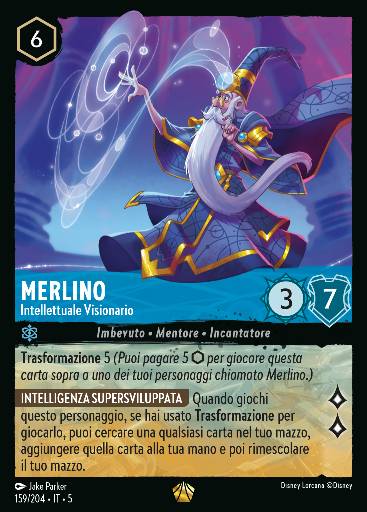 6
MERLINO
Intellettuale Visionario
3
7
Imbevuto • Mentore • Incantatore
Trasformazione 5 (Puoi pagare 5 per giocare questa
carta sopra a uno dei tuoi personaggi chiamato Merlino.)
INTELLIGENZA SUPERSVILUPPATA Quando giochi
questo personaggio, se hai usato Trasformazione per
giocarlo, puoi cercare una qualsiasi carta nel tuo mazzo,
aggiungere quella carta alla tua mano e poi rimescolare
il tuo mazzo.
Jake Parker
Disney Lorcana ©Disney
159/204 • IT • 5